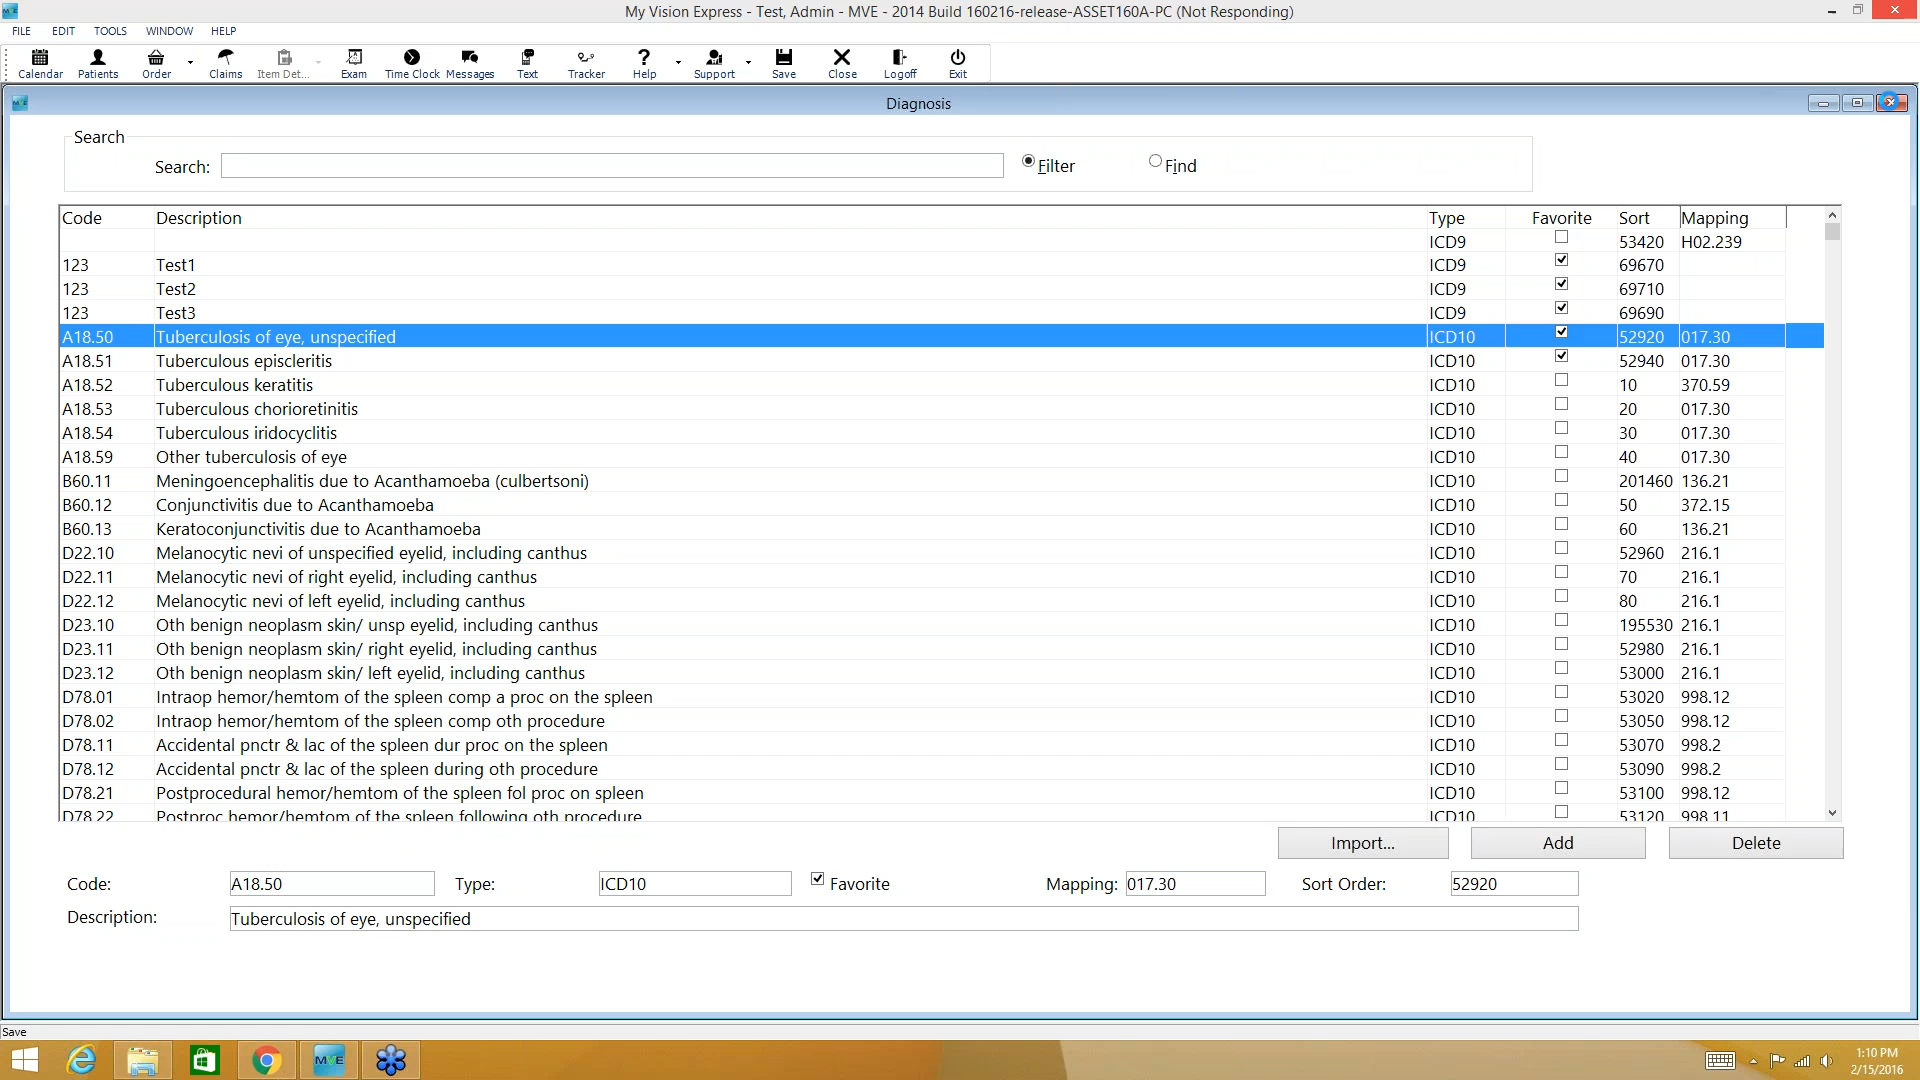 My Vision Express - Test, Admin - MVE - 2014 Build 160216-release-ASSET160A-PC (Not Responding)
FILE EDIT TOOLS WINDOW HELP
Calendar Patients Order Claims Item Det... Exam Time Clock Messages Text Tracker Help Support Save Close Logoff Exit
Diagnosis
Search
Search: Filter Find
Code Description Type Favorite Sort Mapping
ICD9 53420 H02.239
123 Test1 ICD9 69670
123 Test2 ICD9 69710
123 Test3 ICD9 69690
A18.50 Tuberculosis of eye, unspecified ICD10 52920 017.30
A18.51 Tuberculous episcleritis ICD10 52940 017.30
A18.52 Tuberculous keratitis ICD10 10 370.59
A18.53 Tuberculous chorioretinitis ICD10 20 017.30
A18.54 Tuberculous iridocyclitis ICD10 30 017.30
A18.59 Other tuberculosis of eye ICD10 40 017.30
B60.11 Meningoencephalitis due to Acanthamoeba (culbertsoni) ICD10 201460 136.21
B60.12 Conjunctivitis due to Acanthamoeba ICD10 50 372.15
B60.13 Keratoconjunctivitis due to Acanthamoeba ICD10 60 136.21
D22.10 Melanocytic nevi of unspecified eyelid, including canthus ICD10 52960 216.1
D22.11 Melanocytic nevi of right eyelid, including canthus ICD10 70 216.1
D22.12 Melanocytic nevi of left eyelid, including canthus ICD10 80 216.1
D23.10 Oth benign neoplasm skin/ unsp eyelid, including canthus ICD10 195530 216.1
D23.11 Oth benign neoplasm skin/ right eyelid, including canthus ICD10 52980 216.1
D23.12 Oth benign neoplasm skin/ left eyelid, including canthus ICD10 53000 216.1
D78.01 Intraop hemor/hemtom of the spleen comp a proc on the spleen ICD10 53020 998.12
D78.02 Intraop hemor/hemtom of the spleen comp oth procedure ICD10 53050 998.12
D78.11 Accidental pnctr & lac of the spleen dur proc on the spleen ICD10 53070 998.2
D78.12 Accidental pnctr & lac of the spleen during oth procedure ICD10 53090 998.2
D78.21 Postprocedural hemor/hemtom of the spleen fol proc on spleen ICD10 53100 998.12
D78.22 Postproc hemor/hemtom of the spleen following oth procedure ICD10 53120 998.11
Import... Add Delete
Code: A18.50 Type: ICD10 Favorite Mapping: 017.30 Sort Order: 52920
Description: Tuberculosis of eye, unspecified
Save
MVE
1:10 PM
2/15/2016